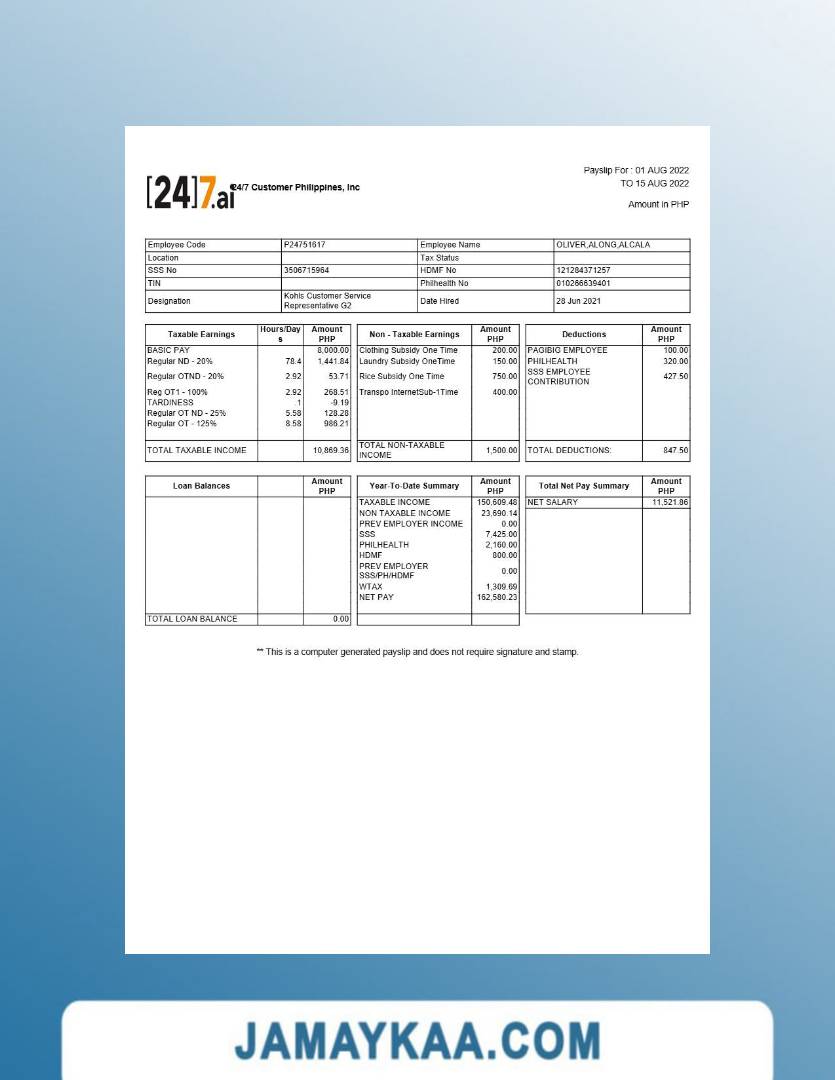 Payslip For : 01 AUG 2022
TO 15 AUG 2022
[24]7.ai 24/7 Customer Philippines, Inc
Amount in PHP
Employee Code P24751617 Employee Name OLIVER,ALONG,ALCALA
Location Tax Status
SSS No 3506715964 HDMF No 121284371257
TIN Philhealth No 010266639401
Designation Kohls Customer Service Representative G2 Date Hired 28 Jun 2021
Taxable Earnings Hours/Days Amount PHP Non - Taxable Earnings Amount PHP Deductions Amount PHP
BASIC PAY 8,000.00 Clothing Subsidy One Time 200.00 PAGIBIG EMPLOYEE 100.00
Regular ND - 20% 78.4 1,441.84 Laundry Subsidy OneTime 150.00 PHILHEALTH 320.00
Regular OTND - 20% 2.92 53.71 Rice Subsidy One Time 750.00 SSS EMPLOYEE CONTRIBUTION 427.50
Reg OT1 - 100% 2.92 268.51 Transpo InternetSub-1Time 400.00
TARDINESS .1 -9.19
Regular OT ND - 25% 5.58 128.28
Regular OT - 125% 8.58 986.21
TOTAL TAXABLE INCOME 10,869.36 TOTAL NON-TAXABLE INCOME 1,500.00 TOTAL DEDUCTIONS: 847.50
Loan Balances Amount PHP Year-To-Date Summary Amount PHP Total Net Pay Summary Amount PHP
TAXABLE INCOME 150,609.48 NET SALARY 11,521.86
NON TAXABLE INCOME 23,690.14
PREV EMPLOYER INCOME 0.00
SSS 7,425.00
PHILHEALTH 2,160.00
HDMF 800.00
PREV EMPLOYER SSS/PH/HDMF 0.00
WTAX 1,309.69
NET PAY 162,580.23
TOTAL LOAN BALANCE 0.00
** This is a computer generated payslip and does not require signature and stamp.
JAMAYKAA.COM